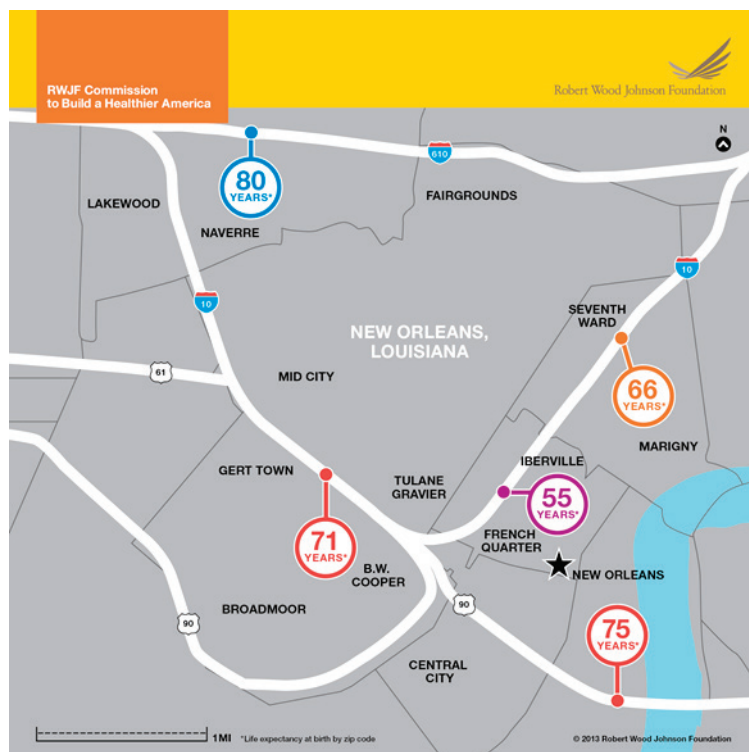 RWJF Commission
to Build a Healthier America
Robert Wood Johnson Foundation
N
610
80
YEARS*
LAKEWOOD
FAIRGROUNDS
NAVERRE
10
10
SEVENTH
WARD
NEW ORLEANS,
LOUISIANA
61
MID CITY
66
YEARS*
MARIGNY
GERT TOWN
TULANE
GRAVIER
IBERVILLE
55
YEARS*
71
YEARS*
FRENCH
QUARTER
B.W.
COOPER
NEW ORLEANS
BROADMOOR
90
90
75
YEARS*
CENTRAL
CITY
1MI *Life expectancy at birth by zip code
© 2013 Robert Wood Johnson Foundation